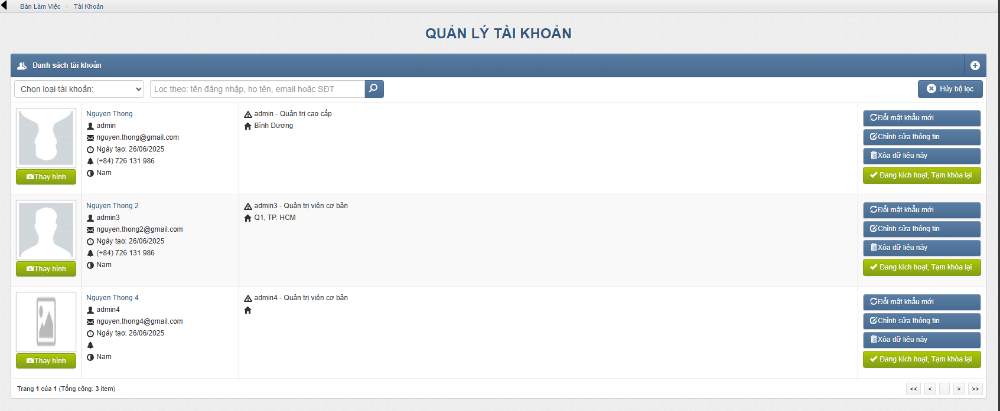 Bàn Làm Việc > Tài Khoản
QUẢN LÝ TÀI KHOẢN
Danh sách tài khoản
Chọn loại tài khoản:
Lọc theo: tên đăng nhập, họ tên, email hoặc SĐT
Hủy bộ lọc
Thay hình
Nguyen Thong
admin
nguyen.thong@gmail.com
Ngày tạo: 26/06/2025
(+84) 726 131 986
Nam
admin - Quản trị cao cấp
Bình Dương
Đổi mật khẩu mới
Chỉnh sửa thông tin
Xóa dữ liệu này
Đang kích hoạt, Tạm khóa lại
Thay hình
Nguyen Thong 2
admin3
nguyen.thong2@gmail.com
Ngày tạo: 26/06/2025
(+84) 726 131 986
Nam
admin3 - Quản trị viên cơ bản
Q1, TP. HCM
Đổi mật khẩu mới
Chỉnh sửa thông tin
Xóa dữ liệu này
Đang kích hoạt, Tạm khóa lại
Thay hình
Nguyen Thong 4
admin4
nguyen.thong4@gmail.com
Ngày tạo: 26/06/2025
Nam
admin4 - Quản trị viên cơ bản
Đổi mật khẩu mới
Chỉnh sửa thông tin
Xóa dữ liệu này
Đang kích hoạt, Tạm khóa lại
Trang 1 của 1 (Tổng cộng: 3 item)
<< < > >>